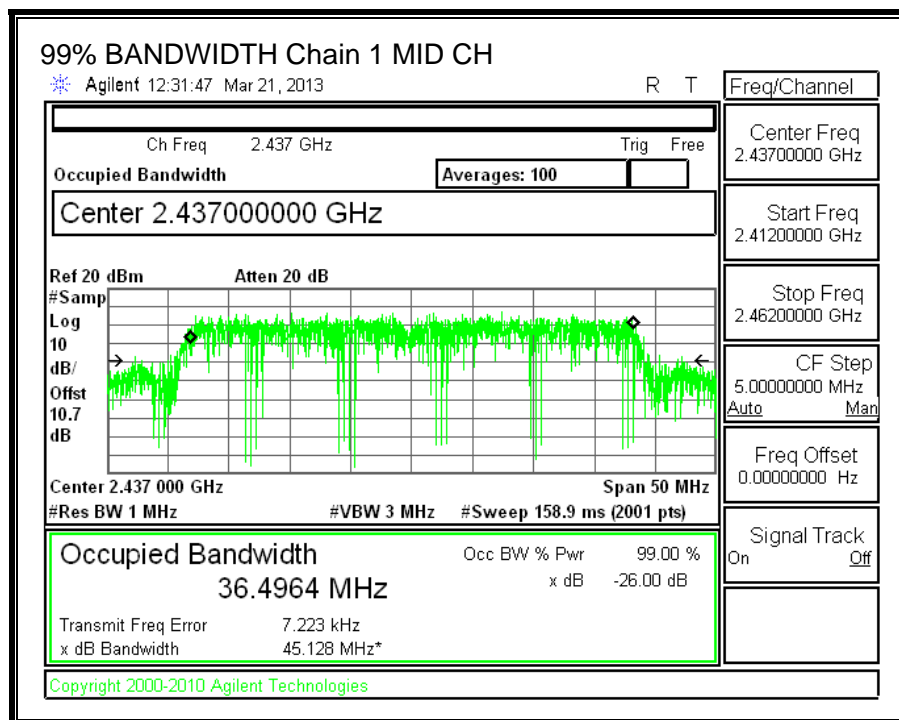 99% BANDWIDTH Chain 1 MID CH
Agilent 12:31:47 Mar 21, 2013 R T
Freq/Channel
Ch Freq 2.437 GHz Trig Free
Occupied Bandwidth Averages: 100
Center 2.437000000 GHz
Ref 20 dBm Atten 20 dB
#Samp
Log
10
dB/
Offst
10.7
dB
Center 2.437 000 GHz Span 50 MHz
#Res BW 1 MHz #VBW 3 MHz #Sweep 158.9 ms (2001 pts)
Occupied Bandwidth Occ BW % Pwr 99.00 %
36.4964 MHz x dB -26.00 dB
Transmit Freq Error 7.223 kHz
x dB Bandwidth 45.128 MHz*
Copyright 2000-2010 Agilent Technologies
Center Freq
2.43700000 GHz
Start Freq
2.41200000 GHz
Stop Freq
2.46200000 GHz
CF Step
5.00000000 MHz
Auto Man
Freq Offset
0.00000000 Hz
Signal Track
On Off